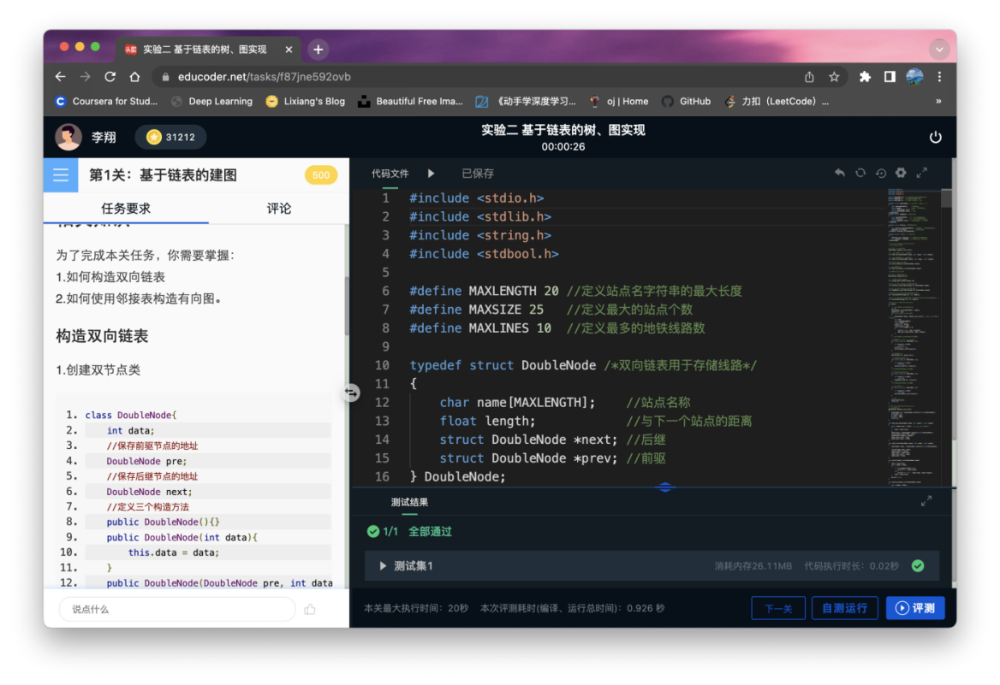 头歌 实验二 基于链表的树、图实现
educoder.net/tasks/f87jne592ovb
Coursera for Stud... Deep Learning Lixiang's Blog Beautiful Free Ima... 《动手学深度学习... oj | Home GitHub 力扣（LeetCode）... »
李翔 31212
实验二 基于链表的树、图实现
00:00:26
第1关：基于链表的建图 500
任务要求 评论
为了完成本关任务，你需要掌握：
1.如何构造双向链表
2.如何使用邻接表构造有向图。
构造双向链表
1.创建双节点类
1. class DoubleNode{
2. int data;
3. //保存前驱节点的地址
4. DoubleNode pre;
5. //保存后继节点的地址
6. DoubleNode next;
7. //定义三个构造方法
8. public DoubleNode(){}
9. public DoubleNode(int data){
10. this.data = data;
11. }
12. public DoubleNode(DoubleNode pre, int data
说点什么
代码文件 已保存
1 #include <stdio.h>
2 #include <stdlib.h>
3 #include <string.h>
4 #include <stdbool.h>
5
6 #define MAXLENGTH 20 //定义站点名字符串的最大长度
7 #define MAXSIZE 25 //定义最大的站点个数
8 #define MAXLINES 10 //定义最多的地铁线路数
9
10 typedef struct DoubleNode /*双向链表用于存储线路*/
11 {
12 char name[MAXLENGTH]; //站点名称
13 float length; //与下一个站点的距离
14 struct DoubleNode *next; //后继
15 struct DoubleNode *prev; //前驱
16 } DoubleNode;
测试结果
1/1 全部通过
测试集1 消耗内存26.11MB 代码执行时长：0.02秒
本关最大执行时间：20秒 本次评测耗时(编译、运行总时间)：0.926 秒 下一关 自测运行 评测